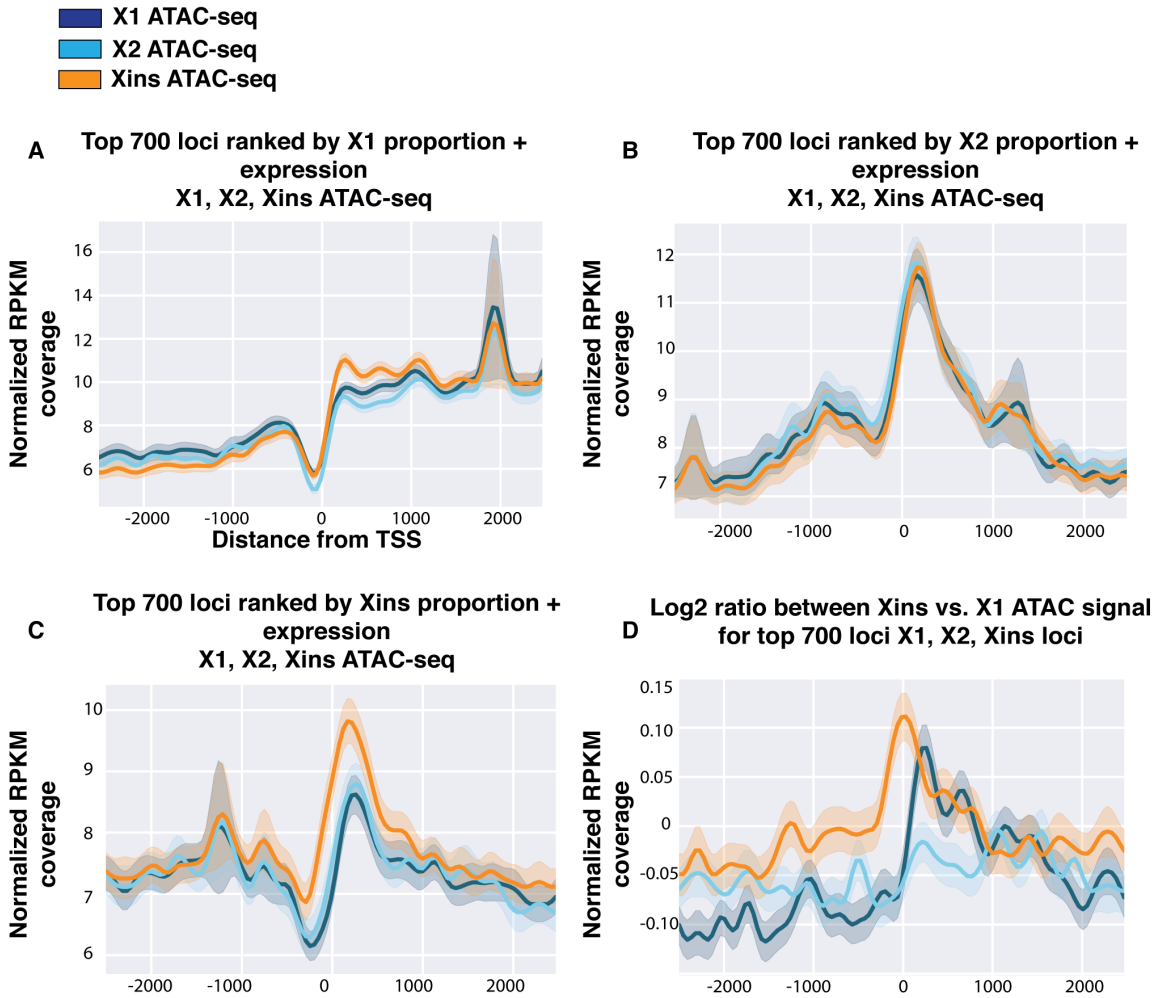 X1 ATAC-seq
X2 ATAC-seq
Xins ATAC-seq
A
Top 700 loci ranked by X1 proportion +
expression
X1, X2, Xins ATAC-seq
Normalized RPKM
coverage
16
14
12
10
8
6
-2000
-1000
0
1000
2000
Distance from TSS
B
Top 700 loci ranked by X2 proportion +
expression
X1, X2, Xins ATAC-seq
Normalized RPKM
coverage
12
11
10
9
8
7
-2000
-1000
0
1000
2000
C
Top 700 loci ranked by Xins proportion +
expression
X1, X2, Xins ATAC-seq
Normalized RPKM
coverage
10
9
8
7
6
-2000
-1000
0
1000
2000
D
Log2 ratio between Xins vs. X1 ATAC signal
for top 700 loci X1, X2, Xins loci
Normalized RPKM
coverage
0.15
0.10
0.05
0
-0.05
-0.10
-2000
-1000
0
1000
2000